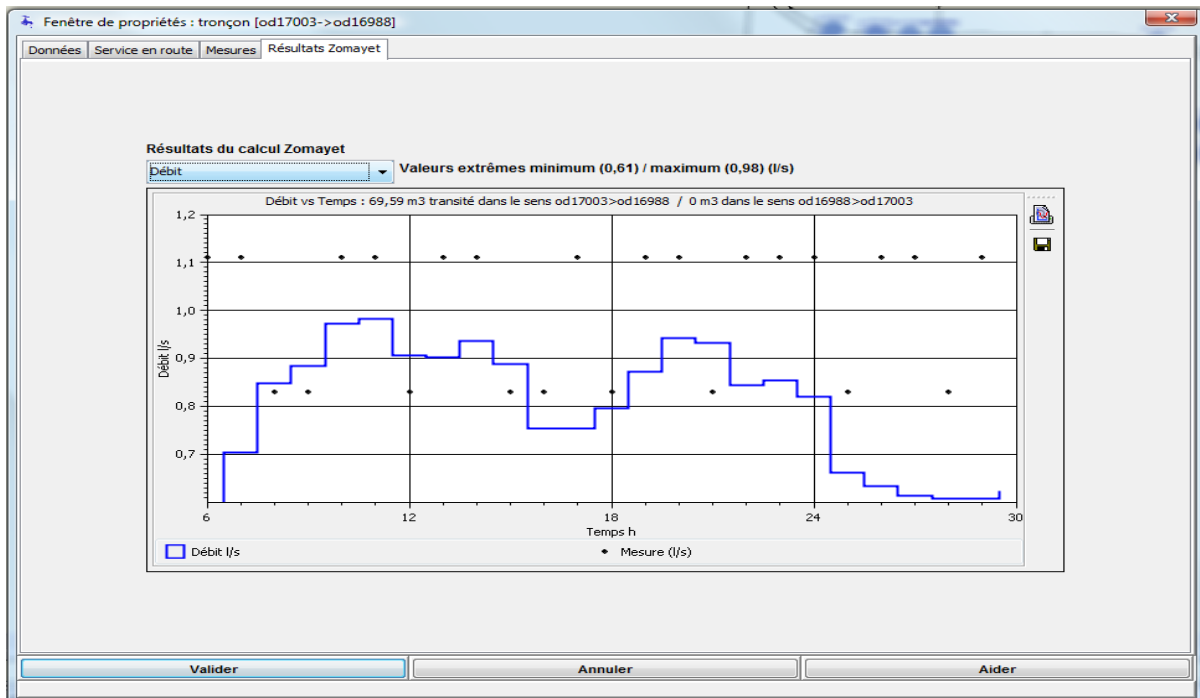 Fenêtre de propriétés : tronçon [od17003->od16988]
Données Service en route Mesures Résultats Zomayet
Résultats du calcul Zomayet
Débit Valeurs extrêmes minimum (0,61) / maximum (0,98) (l/s)
Débit vs Temps : 69,59 m3 transité dans le sens od17003>od16988 / 0 m3 dans le sens od16988>od17003
1,2
1,1
1,0
0,9
0,8
0,7
Débit l/s
6 12 18 24 30
Temps h
Débit l/s Mesure (l/s)
Valider Annuler Aider